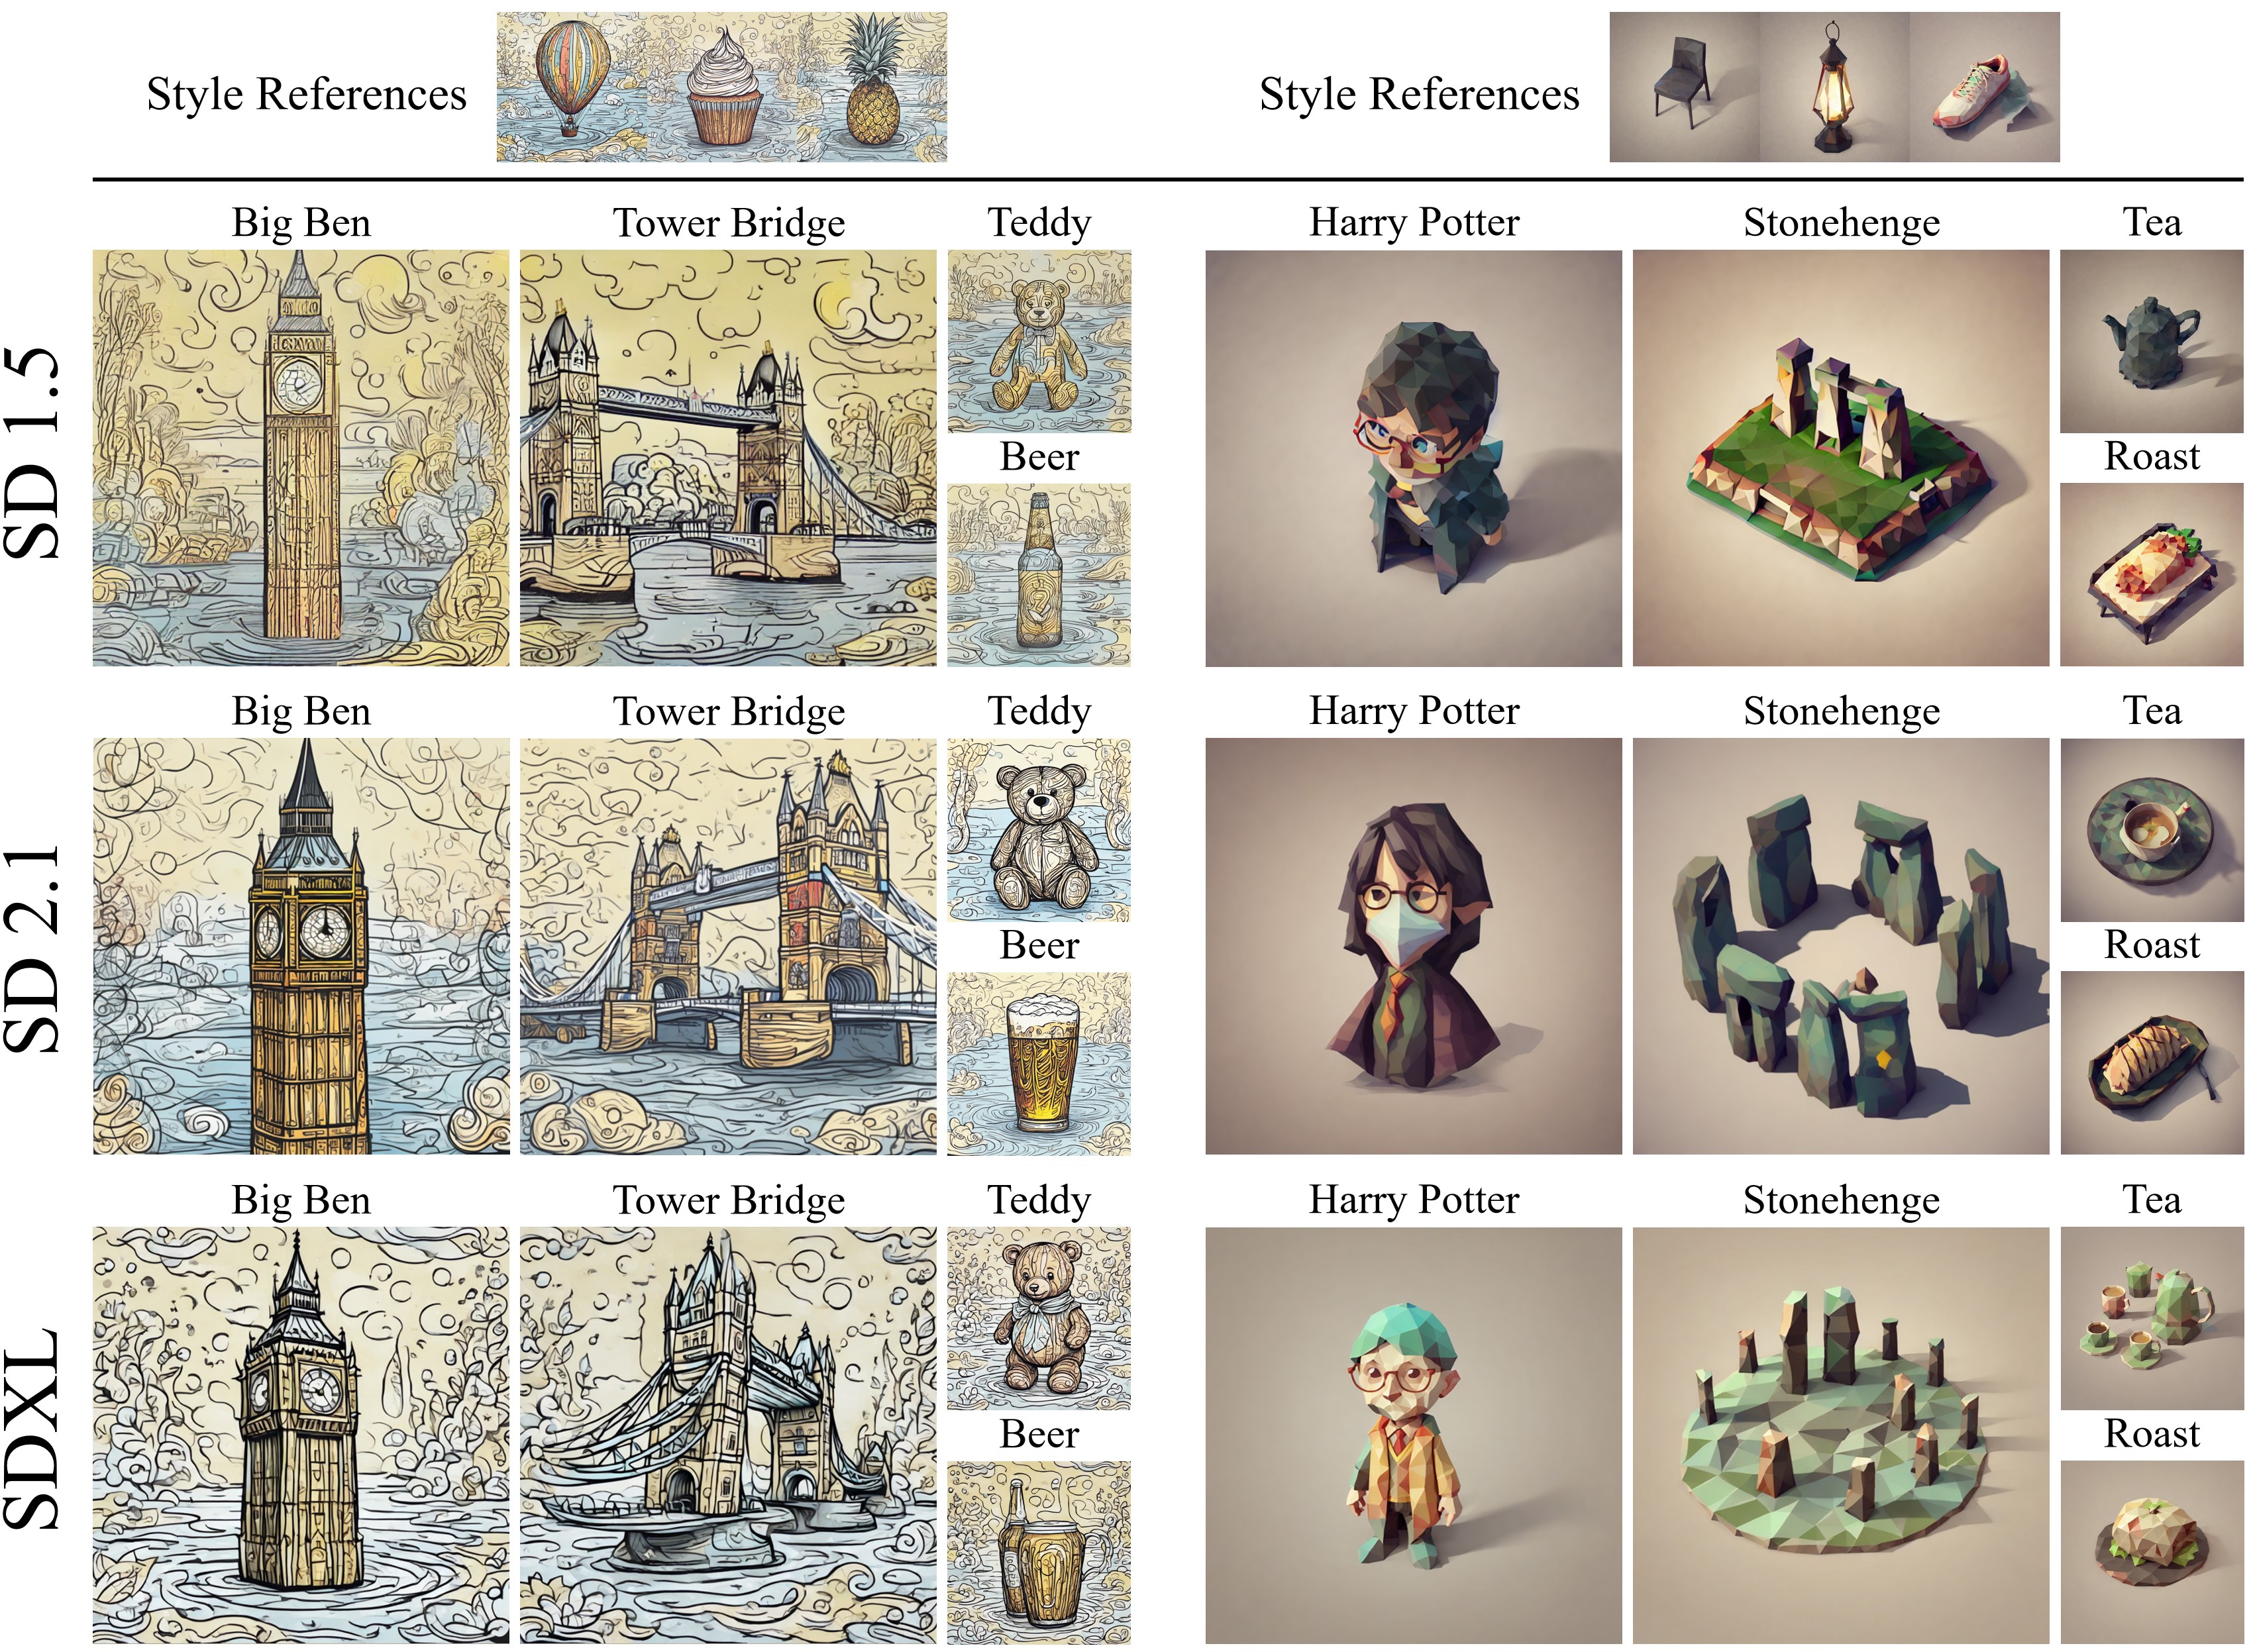 Style References
Style References
SD 1.5
Big Ben
Tower Bridge
Teddy
Beer
Harry Potter
Stonehenge
Tea
Roast
SD 2.1
Big Ben
Tower Bridge
Teddy
Beer
Harry Potter
Stonehenge
Tea
Roast
SDXL
Big Ben
Tower Bridge
Teddy
Beer
Harry Potter
Stonehenge
Tea
Roast